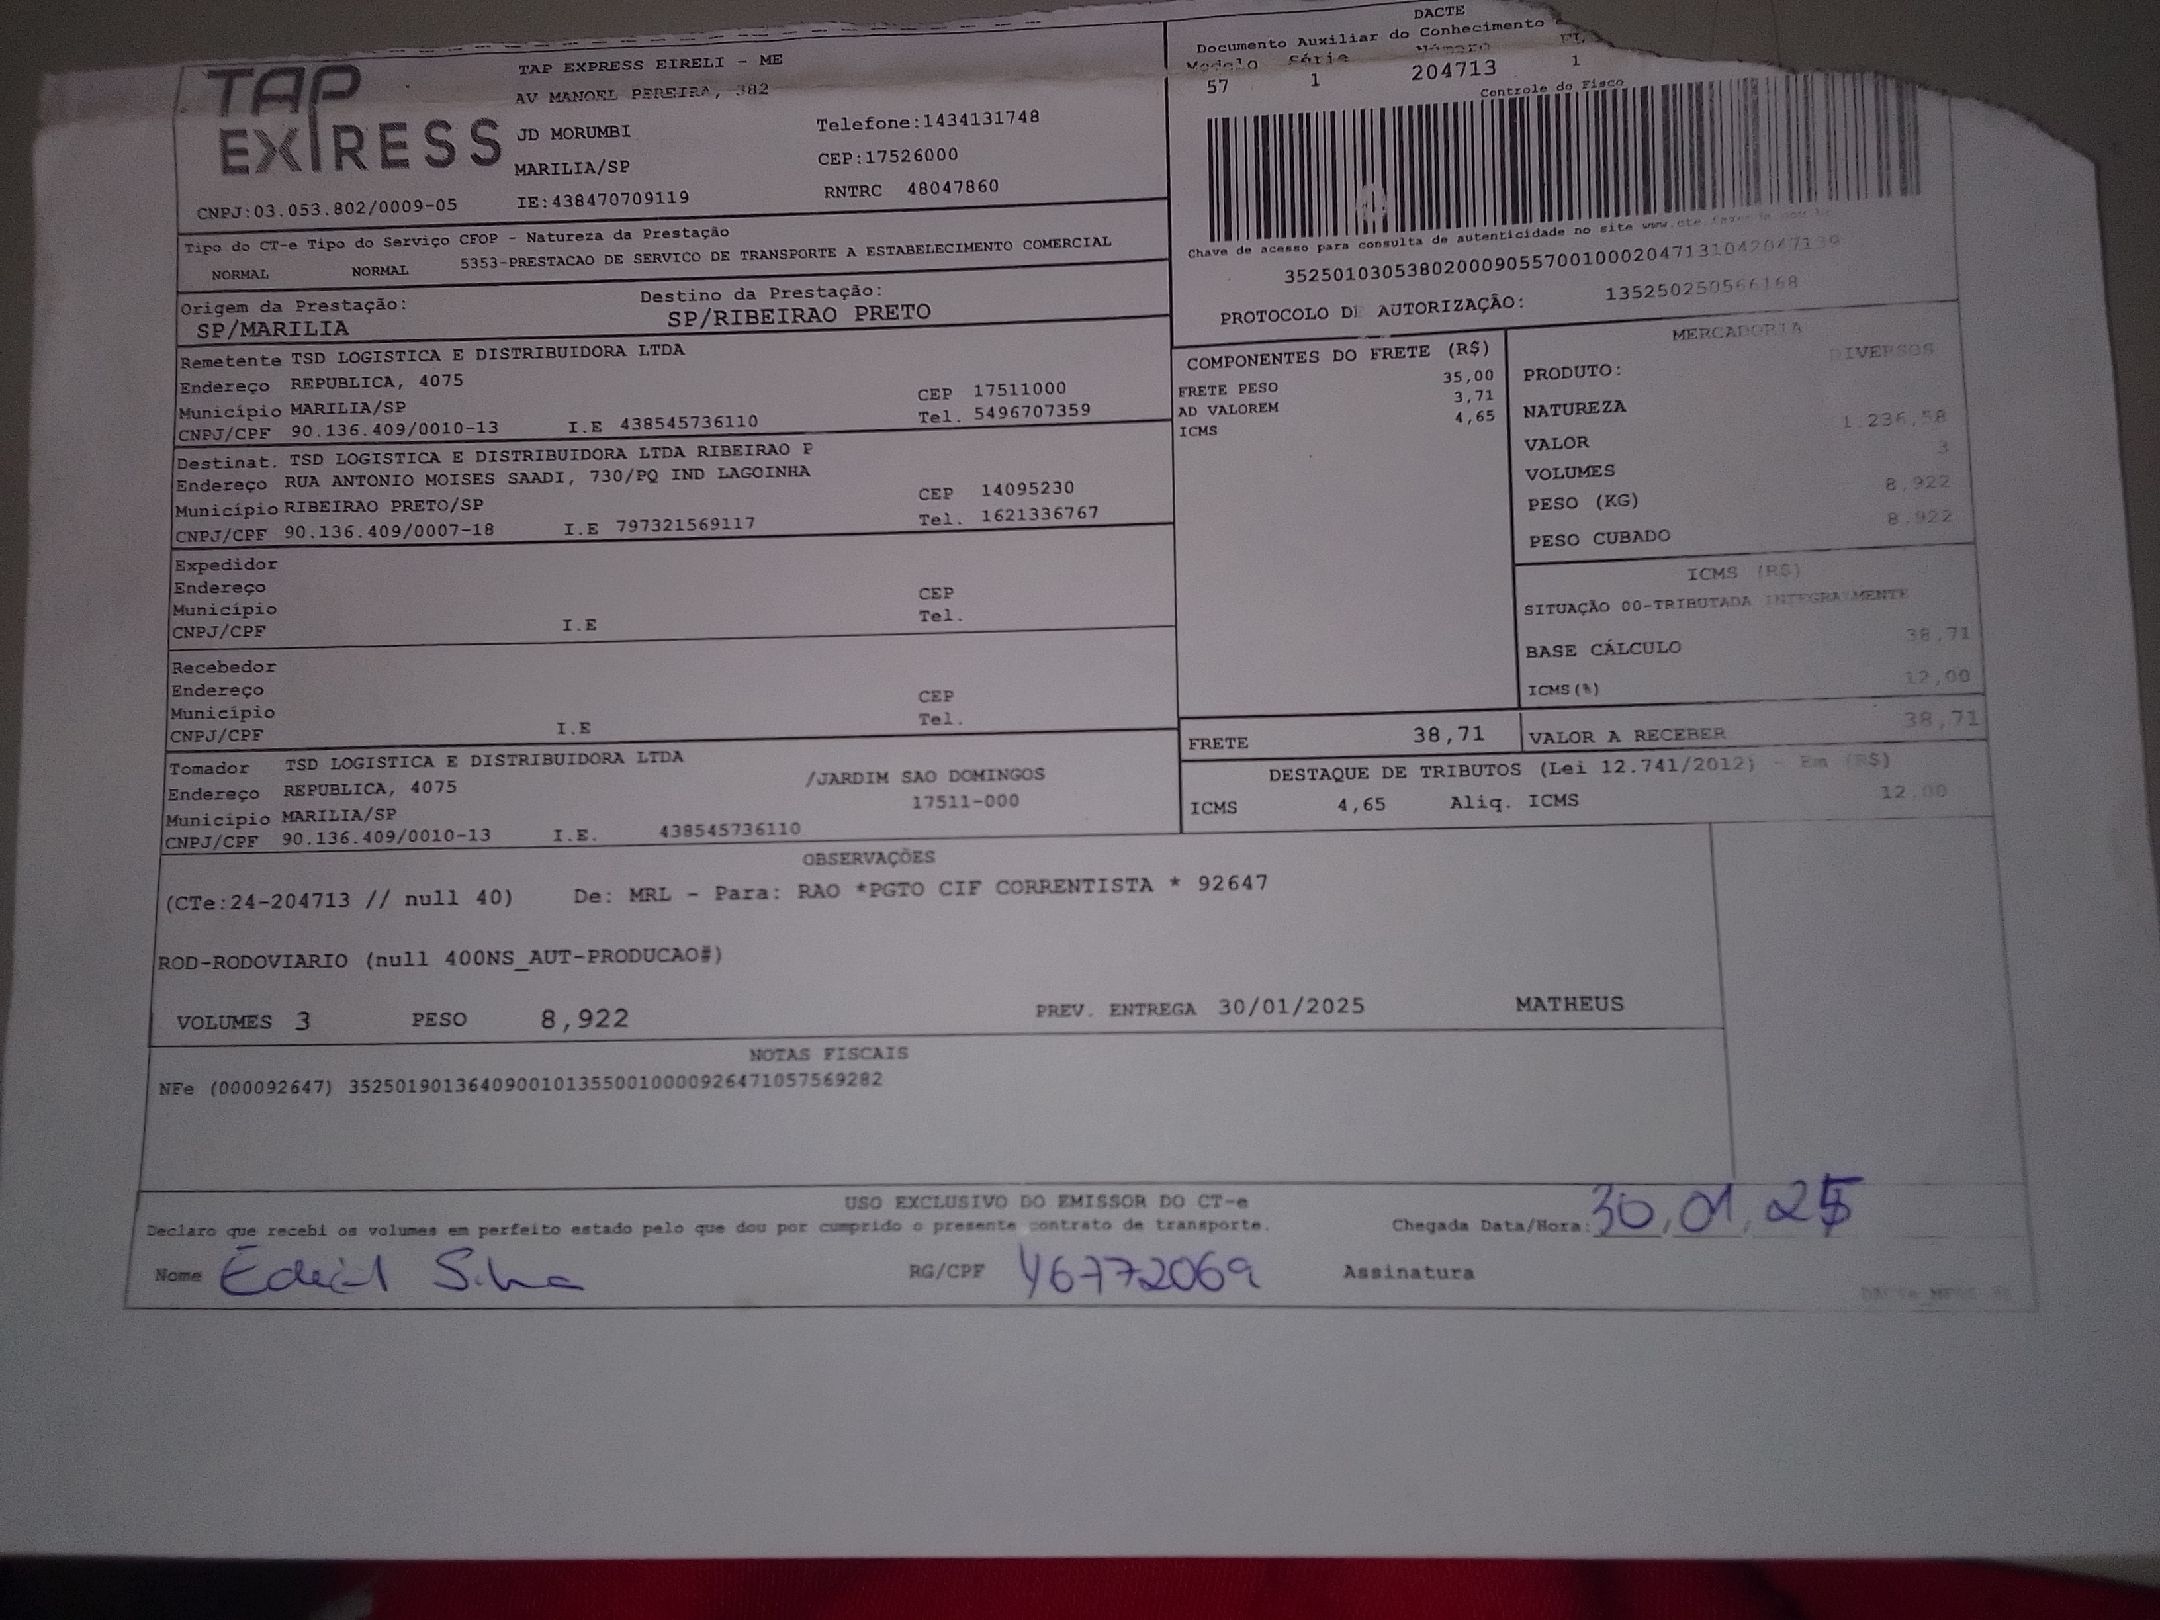 TAP EXPRESS
TAP EXPRESS EIRELI - ME
AV MANOEL PEREIRA, 382
JD MORUMBI Telefone:1434131748
MARILIA/SP CEP:17526000
CNPJ:03.053.802/0009-05 IE:438470709119 RNTRC 48047860
DACTE
Documento Auxiliar do Conhecimento
Modelo Série Número FL
57 1 204713 1
Controle do Fisco
Chave de acesso para consulta de autenticidade no site www.cte.fazenda.gov.br
35250103053802000905570010002047131042047139
PROTOCOLO DE AUTORIZAÇÃO: 135250250566168
Tipo do CT-e Tipo do Serviço CFOP - Natureza da Prestação
NORMAL NORMAL 5353-PRESTACAO DE SERVICO DE TRANSPORTE A ESTABELECIMENTO COMERCIAL
Origem da Prestação: Destino da Prestação:
SP/MARILIA SP/RIBEIRAO PRETO
Remetente TSD LOGISTICA E DISTRIBUIDORA LTDA
Endereço REPUBLICA, 4075 CEP 17511000
Município MARILIA/SP Tel. 5496707359
CNPJ/CPF 90.136.409/0010-13 I.E 438545736110
Destinat. TSD LOGISTICA E DISTRIBUIDORA LTDA RIBEIRAO P
Endereço RUA ANTONIO MOISES SAADI, 730/PQ IND LAGOINHA
Município RIBEIRAO PRETO/SP CEP 14095230
CNPJ/CPF 90.136.409/0007-18 I.E 797321569117 Tel. 1621336767
Expedidor
Endereço CEP
Município Tel.
CNPJ/CPF I.E
Recebedor
Endereço CEP
Município Tel.
CNPJ/CPF I.E
Tomador TSD LOGISTICA E DISTRIBUIDORA LTDA
Endereço REPUBLICA, 4075 /JARDIM SAO DOMINGOS
Município MARILIA/SP 17511-000
CNPJ/CPF 90.136.409/0010-13 I.E. 438545736110
COMPONENTES DO FRETE (R$)
FRETE PESO 35,00
AD VALOREM 3,71
ICMS 4,65
MERCADORIA
PRODUTO: DIVERSOS
NATUREZA
VALOR 1.236,58
VOLUMES 3
PESO (KG) 8,922
PESO CUBADO 8,922
ICMS (R$)
SITUAÇÃO 00-TRIBUTADA INTEGRALMENTE
BASE CÁLCULO 38,71
ICMS(%) 12,00
FRETE 38,71 VALOR A RECEBER 38,71
DESTAQUE DE TRIBUTOS (Lei 12.741/2012) - Em (R$)
ICMS 4,65 Aliq. ICMS 12,00
OBSERVAÇÕES
(CTe:24-204713 // null 40) De: MRL - Para: RAO *PGTO CIF CORRENTISTA * 92647
ROD-RODOVIARIO (null 400NS_AUT-PRODUCAO#)
VOLUMES 3 PESO 8,922 PREV. ENTREGA 30/01/2025 MATHEUS
NOTAS FISCAIS
NFe (000092647) 35250190136409001013550010000926471057569282
USO EXCLUSIVO DO EMISSOR DO CT-e
Declaro que recebi os volumes em perfeito estado pelo que dou por cumprido o presente contrato de transporte. Chegada Data/Hora: 30,01,25
Nome Silva RG/CPF 46772069 Assinatura